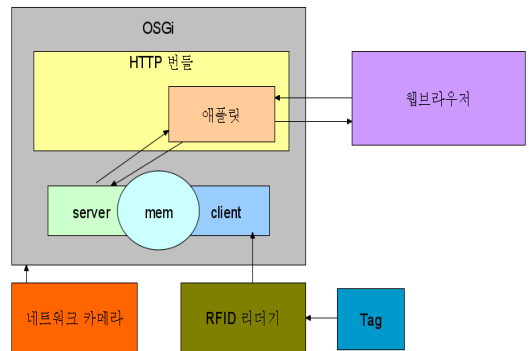 OSGi
HTTP 번들
애플릿
웹브라우저
server
mem
client
네트워크 카메라
RFID 리더기
Tag